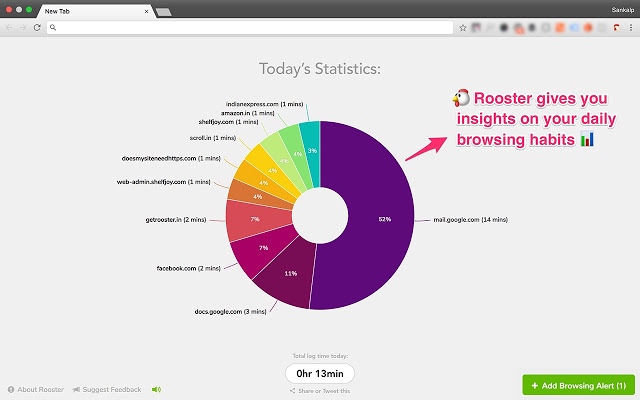 New Tab
Sankalp
Today's Statistics:
🐔 Rooster gives you
insights on your daily
browsing habits 📊
indianexpress.com (1 mins)
amazon.in (1 mins)
shelfjoy.com (1 mins)
scroll.in (1 mins)
doesmysiteneedhttps.com (1 mins)
web-admin.shelfjoy.com (1 mins)
getrooster.in (2 mins)
facebook.com (2 mins)
docs.google.com (3 mins)
mail.google.com (14 mins)
3%
4%
4%
4%
4%
4%
7%
7%
11%
52%
Total log time today:
0hr 13min
Share or Tweet this
About Rooster
Suggest Feedback
+ Add Browsing Alert (1)